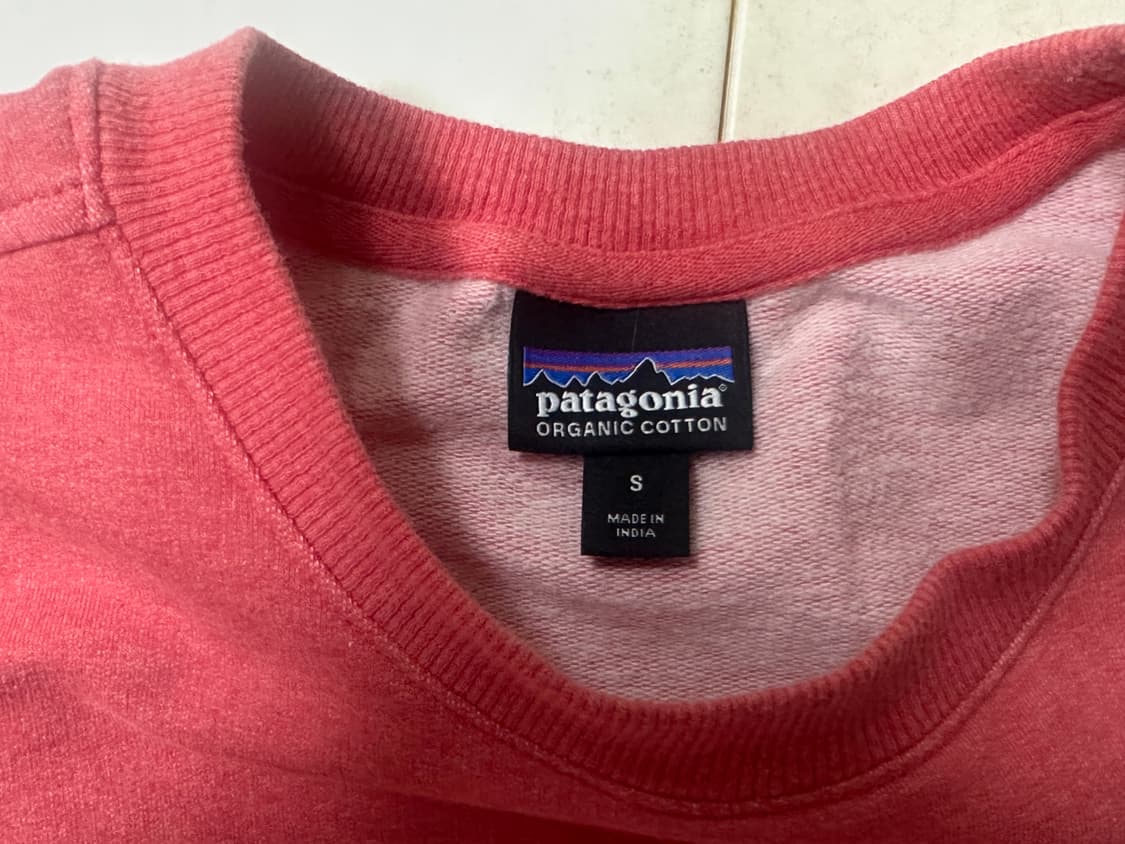 patagonia®
ORGANIC COTTON
S
MADE IN
INDIA